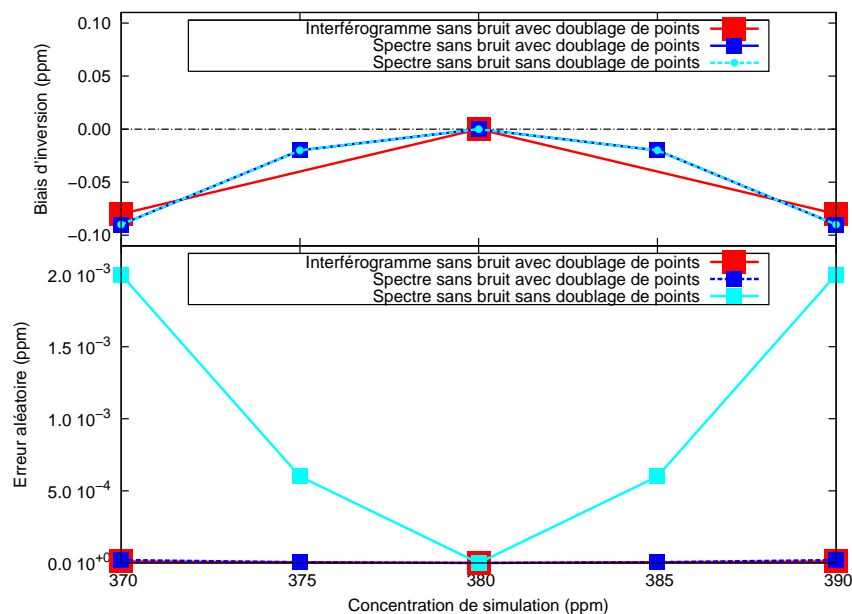 0.10
0.05
0.00
−0.05
−0.10
Biais d'inversion (ppm)
Interférogramme sans bruit avec doublage de points
Spectre sans bruit avec doublage de points
Spectre sans bruit sans doublage de points
2.0 10⁻³
1.5 10⁻³
1.0 10⁻³
5.0 10⁻⁴
0.0 10⁺⁰
Erreur aléatoire (ppm)
Interférogramme sans bruit avec doublage de points
Spectre sans bruit avec doublage de points
Spectre sans bruit sans doublage de points
370 375 380 385 390
Concentration de simulation (ppm)